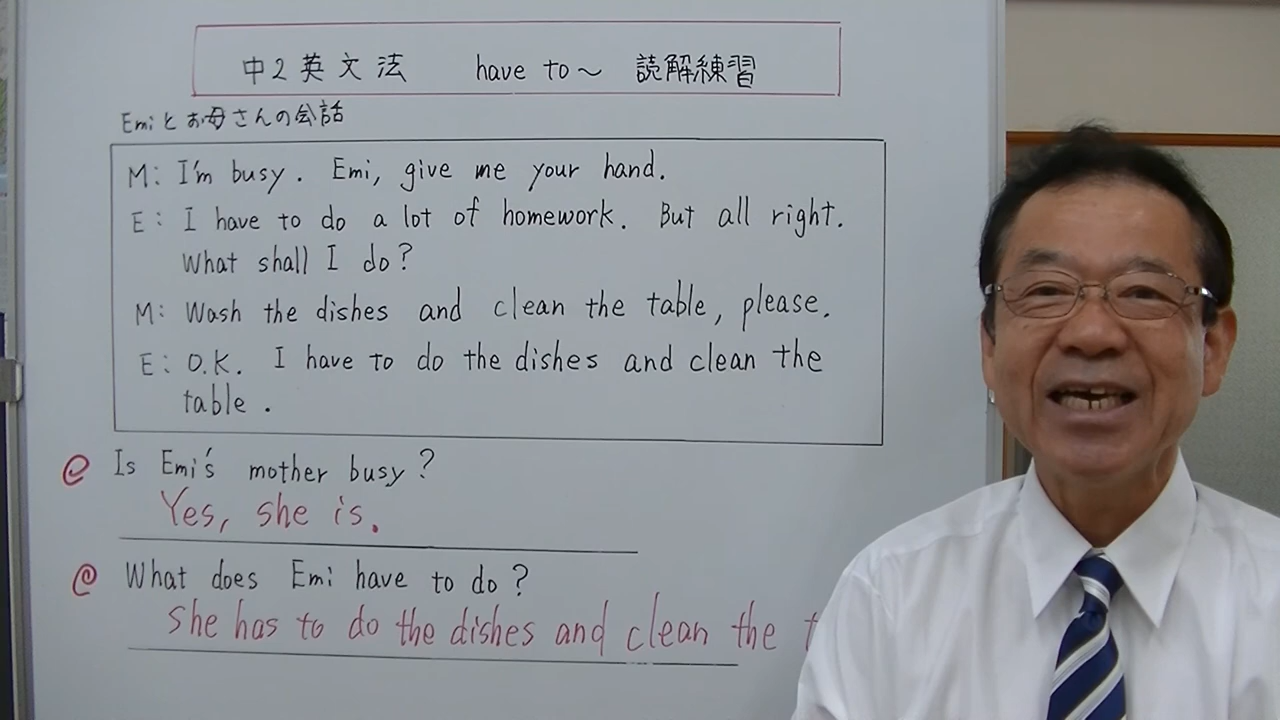 中2英文法 have to～ 読解練習
Emiとお母さんの会話
M: I'm busy. Emi, give me your hand.
E: I have to do a lot of homework. But all right.
What shall I do?
M: Wash the dishes and clean the table, please.
E: O.K. I have to do the dishes and clean the
table.
@ Is Emi's mother busy?
Yes, she is.
@ What does Emi have to do?
She has to do the dishes and clean the